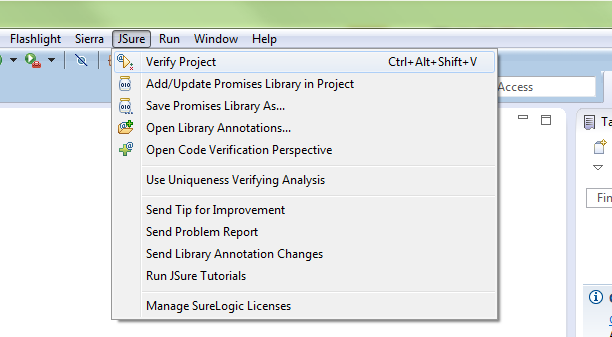 Flashlight Sierra JSure Run Window Help
Verify Project Ctrl+Alt+Shift+V
Add/Update Promises Library in Project
Access
Save Promises Library As...
Open Library Annotations...
Open Code Verification Perspective
Use Uniqueness Verifying Analysis
Send Tip for Improvement
Send Problem Report
Send Library Annotation Changes
Run JSure Tutorials
Manage SureLogic Licenses
Ta
Fin